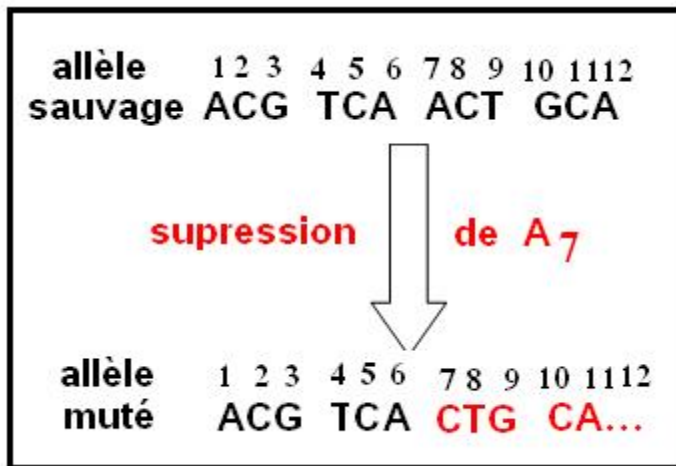 allèle 1 2 3 4 5 6 7 8 9 10 11 12
sauvage ACG TCA ACT GCA
supression de A 7
allèle 1 2 3 4 5 6 7 8 9 10 11 12
muté ACG TCA CTG CA...